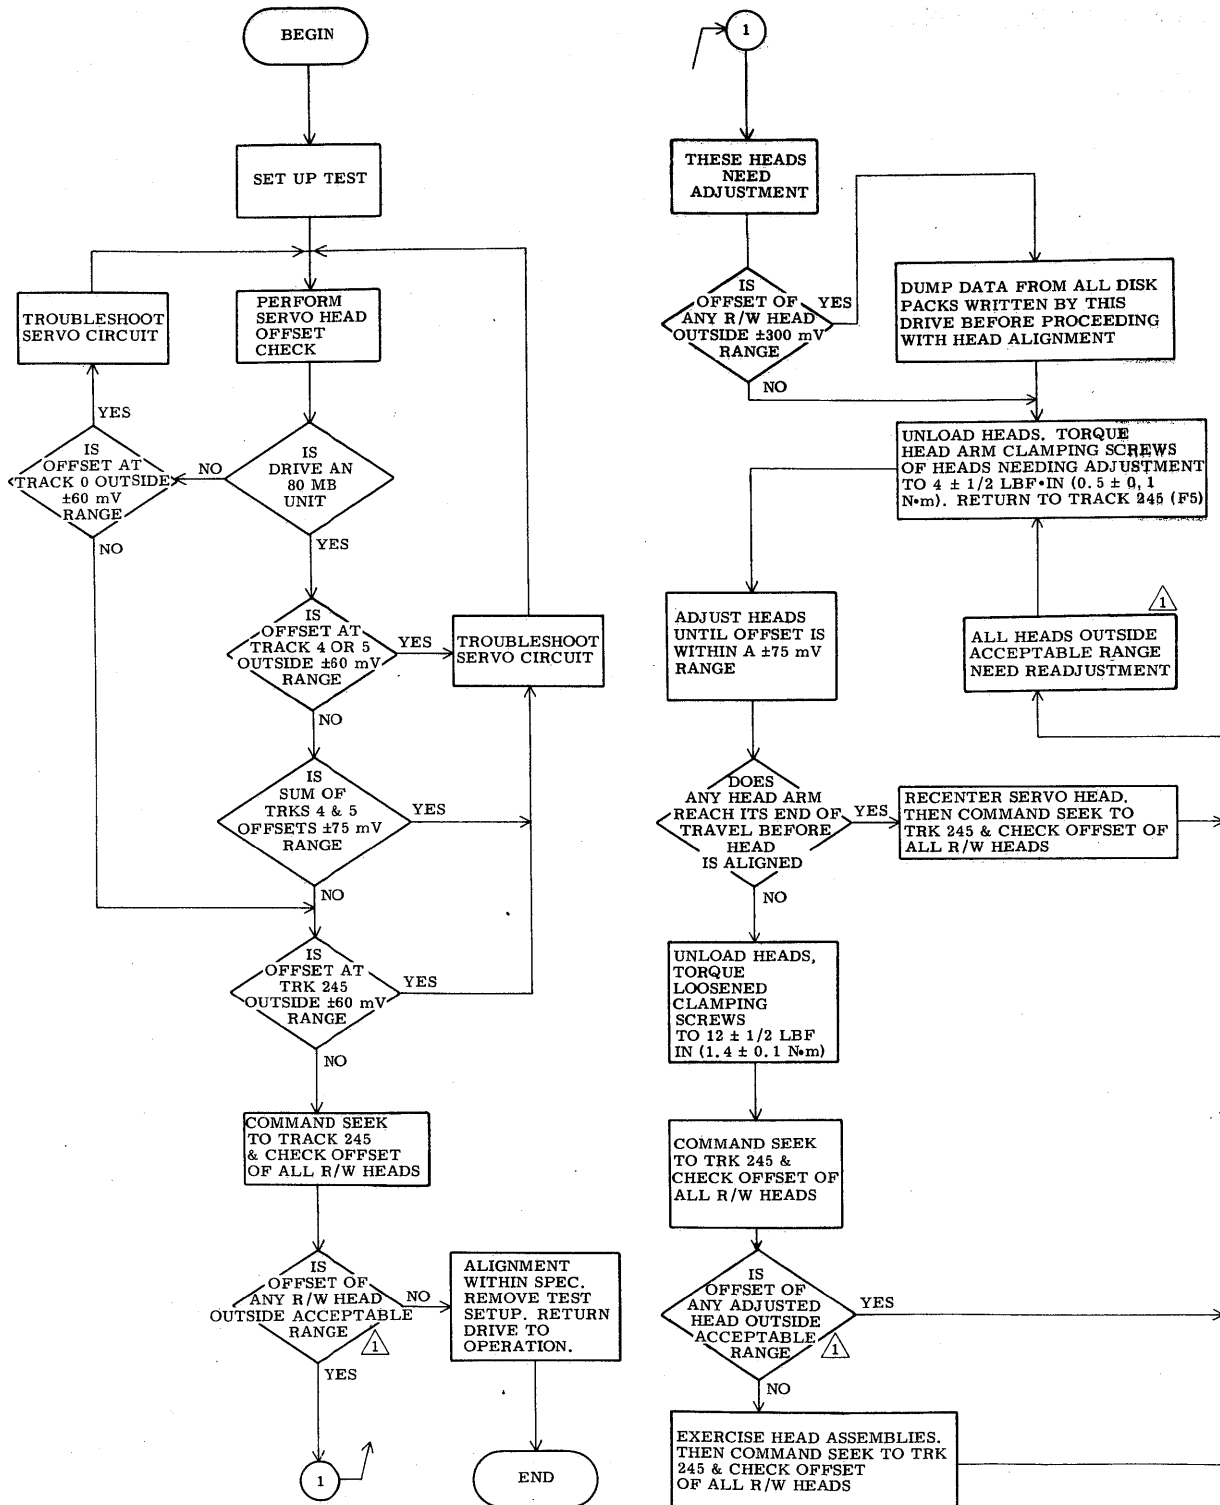 BEGIN
SET UP TEST
TROUBLESHOOT
SERVO CIRCUIT
PERFORM
SERVO HEAD
OFFSET
CHECK
YES
IS
OFFSET AT
TRACK 0 OUTSIDE
±60 mV
RANGE
NO
NO
IS
DRIVE AN
80 MB
UNIT
YES
IS
OFFSET AT
TRACK 4 OR 5
OUTSIDE ±60 mV
RANGE
YES
TROUBLESHOOT
SERVO CIRCUIT
NO
IS
SUM OF
TRKS 4 & 5
OFFSETS ±75 mV
RANGE
YES
NO
IS
OFFSET AT
TRK 245
OUTSIDE ±60 mV
RANGE
YES
NO
COMMAND SEEK
TO TRACK 245
& CHECK OFFSET
OF ALL R/W HEADS
IS
OFFSET OF
ANY R/W HEAD
OUTSIDE ACCEPTABLE
RANGE
1
NO
YES
ALIGNMENT
WITHIN SPEC.
REMOVE TEST
SETUP. RETURN
DRIVE TO
OPERATION.
1
END
1
THESE HEADS
NEED
ADJUSTMENT
IS
OFFSET OF
ANY R/W HEAD
OUTSIDE ±300 mV
RANGE
YES
NO
DUMP DATA FROM ALL DISK
PACKS WRITTEN BY THIS
DRIVE BEFORE PROCEEDING
WITH HEAD ALIGNMENT
UNLOAD HEADS. TORQUE
HEAD ARM CLAMPING SCREWS
OF HEADS NEEDING ADJUSTMENT
TO 4 ± 1/2 LBF•IN (0.5 ± 0,1
N•m). RETURN TO TRACK 245 (F5)
ADJUST HEADS
UNTIL OFFSET IS
WITHIN A ±75 mV
RANGE
1
ALL HEADS OUTSIDE
ACCEPTABLE RANGE
NEED READJUSTMENT
DOES
ANY HEAD ARM
REACH ITS END OF
TRAVEL BEFORE
HEAD
IS ALIGNED
YES
NO
RECENTER SERVO HEAD.
THEN COMMAND SEEK TO
TRK 245 & CHECK OFFSET OF
ALL R/W HEADS
UNLOAD HEADS,
TORQUE
LOOSENED
CLAMPING
SCREWS
TO 12 ± 1/2 LBF
IN (1.4 ± 0.1 N•m)
COMMAND SEEK
TO TRK 245 &
CHECK OFFSET OF
ALL R/W HEADS
IS
OFFSET OF
ANY ADJUSTED
HEAD OUTSIDE
ACCEPTABLE
RANGE
1
YES
NO
EXERCISE HEAD ASSEMBLIES.
THEN COMMAND SEEK TO TRK
245 & CHECK OFFSET
OF ALL R/W HEADS